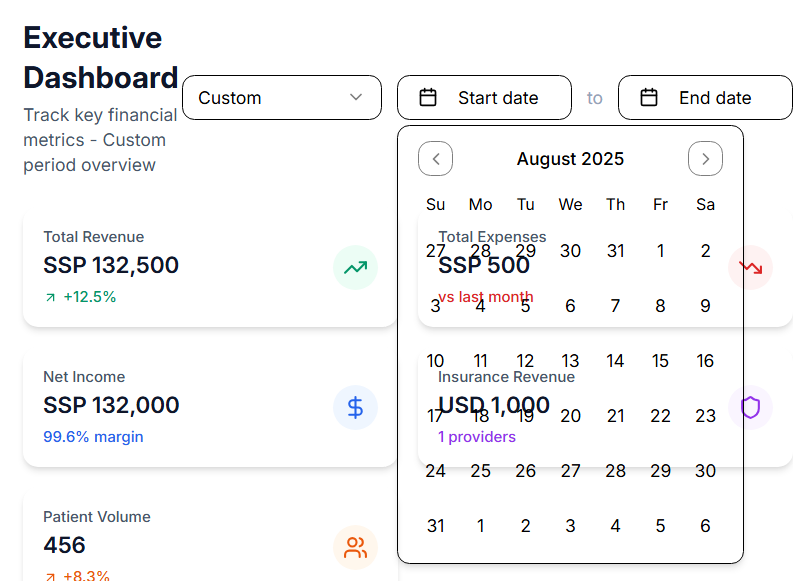 Executive
Dashboard
Track key financial
metrics - Custom
period overview
Custom
Start date
to
End date
August 2025
Su Mo Tu We Th Fr Sa
27 28 29 30 31 1 2
3 4 5 6 7 8 9
10 11 12 13 14 15 16
17 18 19 20 21 22 23
24 25 26 27 28 29 30
31 1 2 3 4 5 6
Total Revenue
SSP 132,500
+12.5%
Total Expenses
SSP 500
vs last month
Net Income
SSP 132,000
99.6% margin
Insurance Revenue
USD 1,000
1 providers
Patient Volume
456
+8.3%